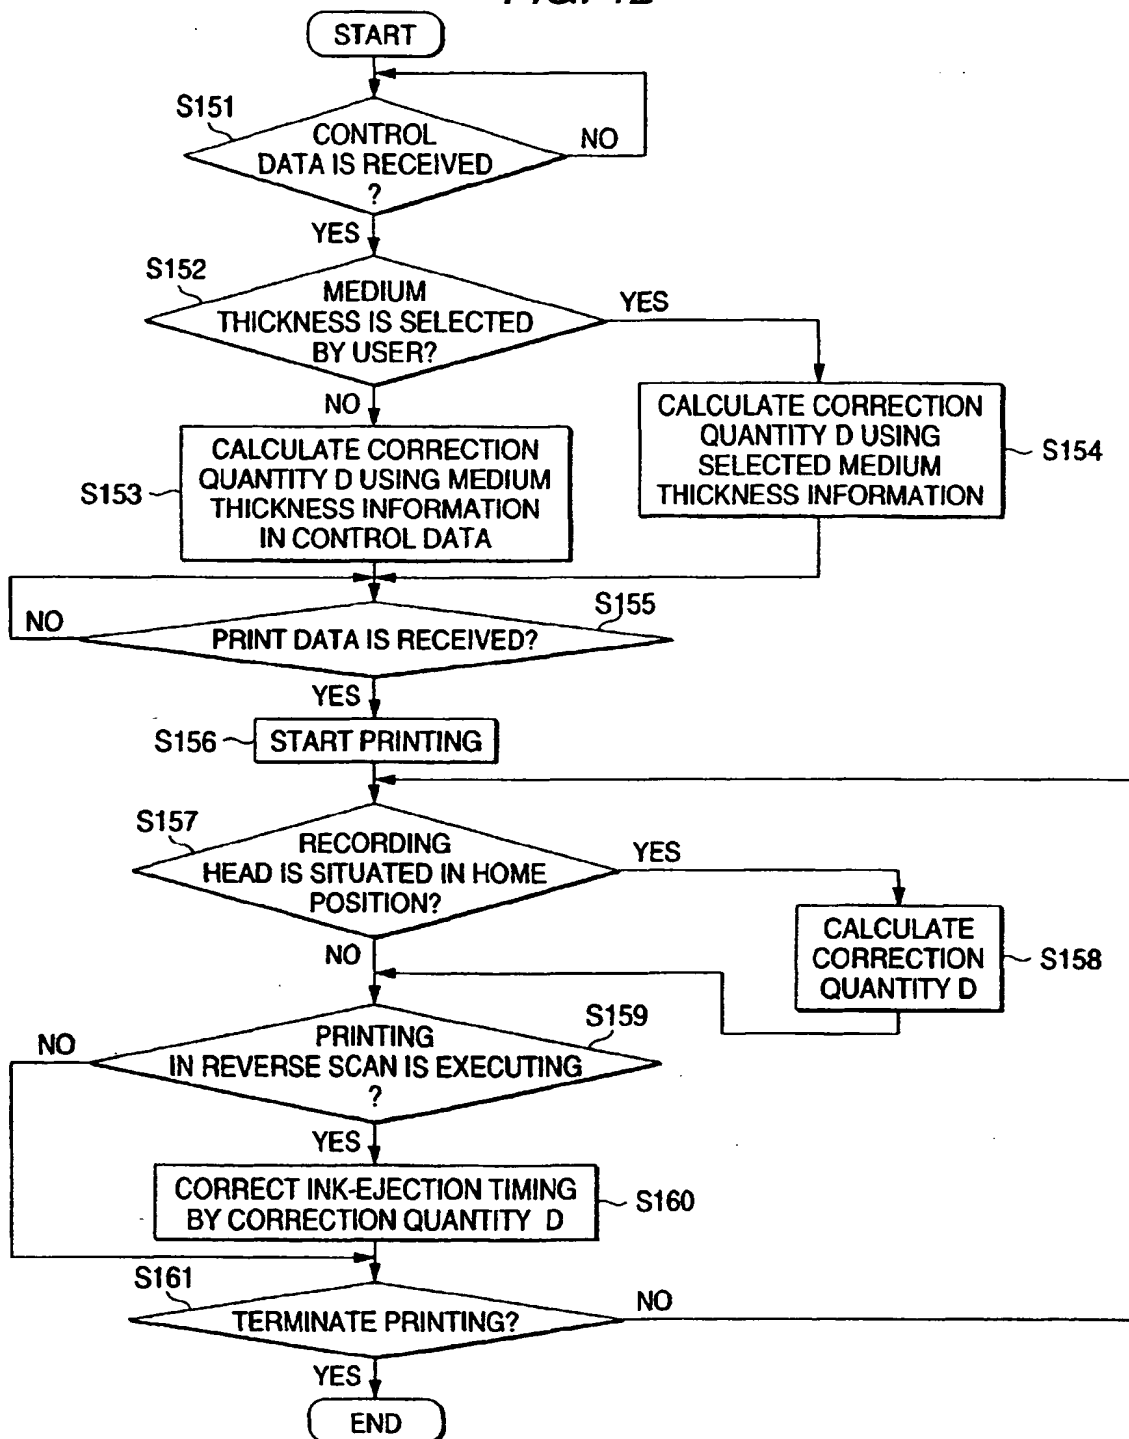 START
S151
CONTROL
DATA IS RECEIVED
?
NO
YES
S152
MEDIUM
THICKNESS IS SELECTED
BY USER?
YES
NO
S153
CALCULATE CORRECTION
QUANTITY D USING MEDIUM
THICKNESS INFORMATION
IN CONTROL DATA
CALCULATE CORRECTION
QUANTITY D USING
SELECTED MEDIUM
THICKNESS INFORMATION
S154
NO
S155
PRINT DATA IS RECEIVED?
YES
S156
START PRINTING
S157
RECORDING
HEAD IS SITUATED IN HOME
POSITION?
YES
NO
CALCULATE
CORRECTION
QUANTITY D
S158
S159
NO
PRINTING
IN REVERSE SCAN IS EXECUTING
?
YES
CORRECT INK-EJECTION TIMING
BY CORRECTION QUANTITY D
S160
S161
TERMINATE PRINTING?
NO
YES
END